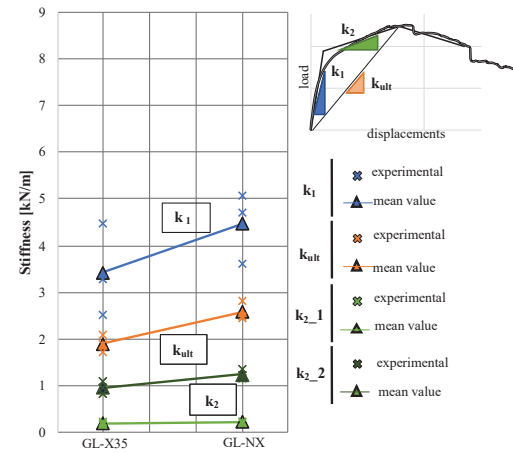 Stiffness [kN/m]
9
8
7
6
5
4
3
2
1
0
k 1
kult
k2
GL-X35
GL-NX
load
displacements
k2
k1
kult
k1
experimental
mean value
kult
experimental
mean value
k2_1
experimental
mean value
k2_2
experimental
mean value